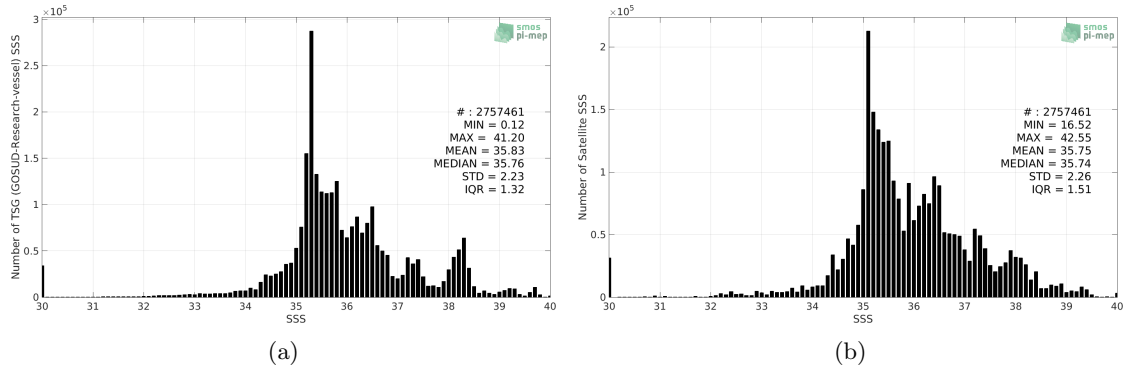 ×10⁵
3
2.5
2
1.5
1
0.5
0
30 31 32 33 34 35 36 37 38 39 40
SSS
Number of TSG (GOSUD-Research-vessel) SSS
smos
pi-mep
# : 2757461
MIN = 0.12
MAX = 41.20
MEAN = 35.83
MEDIAN = 35.76
STD = 2.23
IQR = 1.32
(a)
×10⁵
2
1.5
1
0.5
0
30 31 32 33 34 35 36 37 38 39 40
SSS
Number of Satellite SSS
smos
pi-mep
# : 2757461
MIN = 16.52
MAX = 42.55
MEAN = 35.75
MEDIAN = 35.74
STD = 2.26
IQR = 1.51
(b)